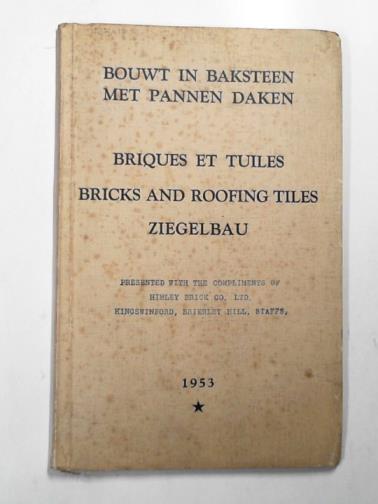 BOUWT IN BAKSTEEN
MET PANNEN DAKEN
BRIQUES ET TUILES
BRICKS AND ROOFING TILES
ZIEGELBAU
PRESENTED WITH THE COMPLIMENTS OF
HIMLEY BRICK CO. LTD.
KINGSWINFORD, BRIERLEY HILL, STAFFS,
1953